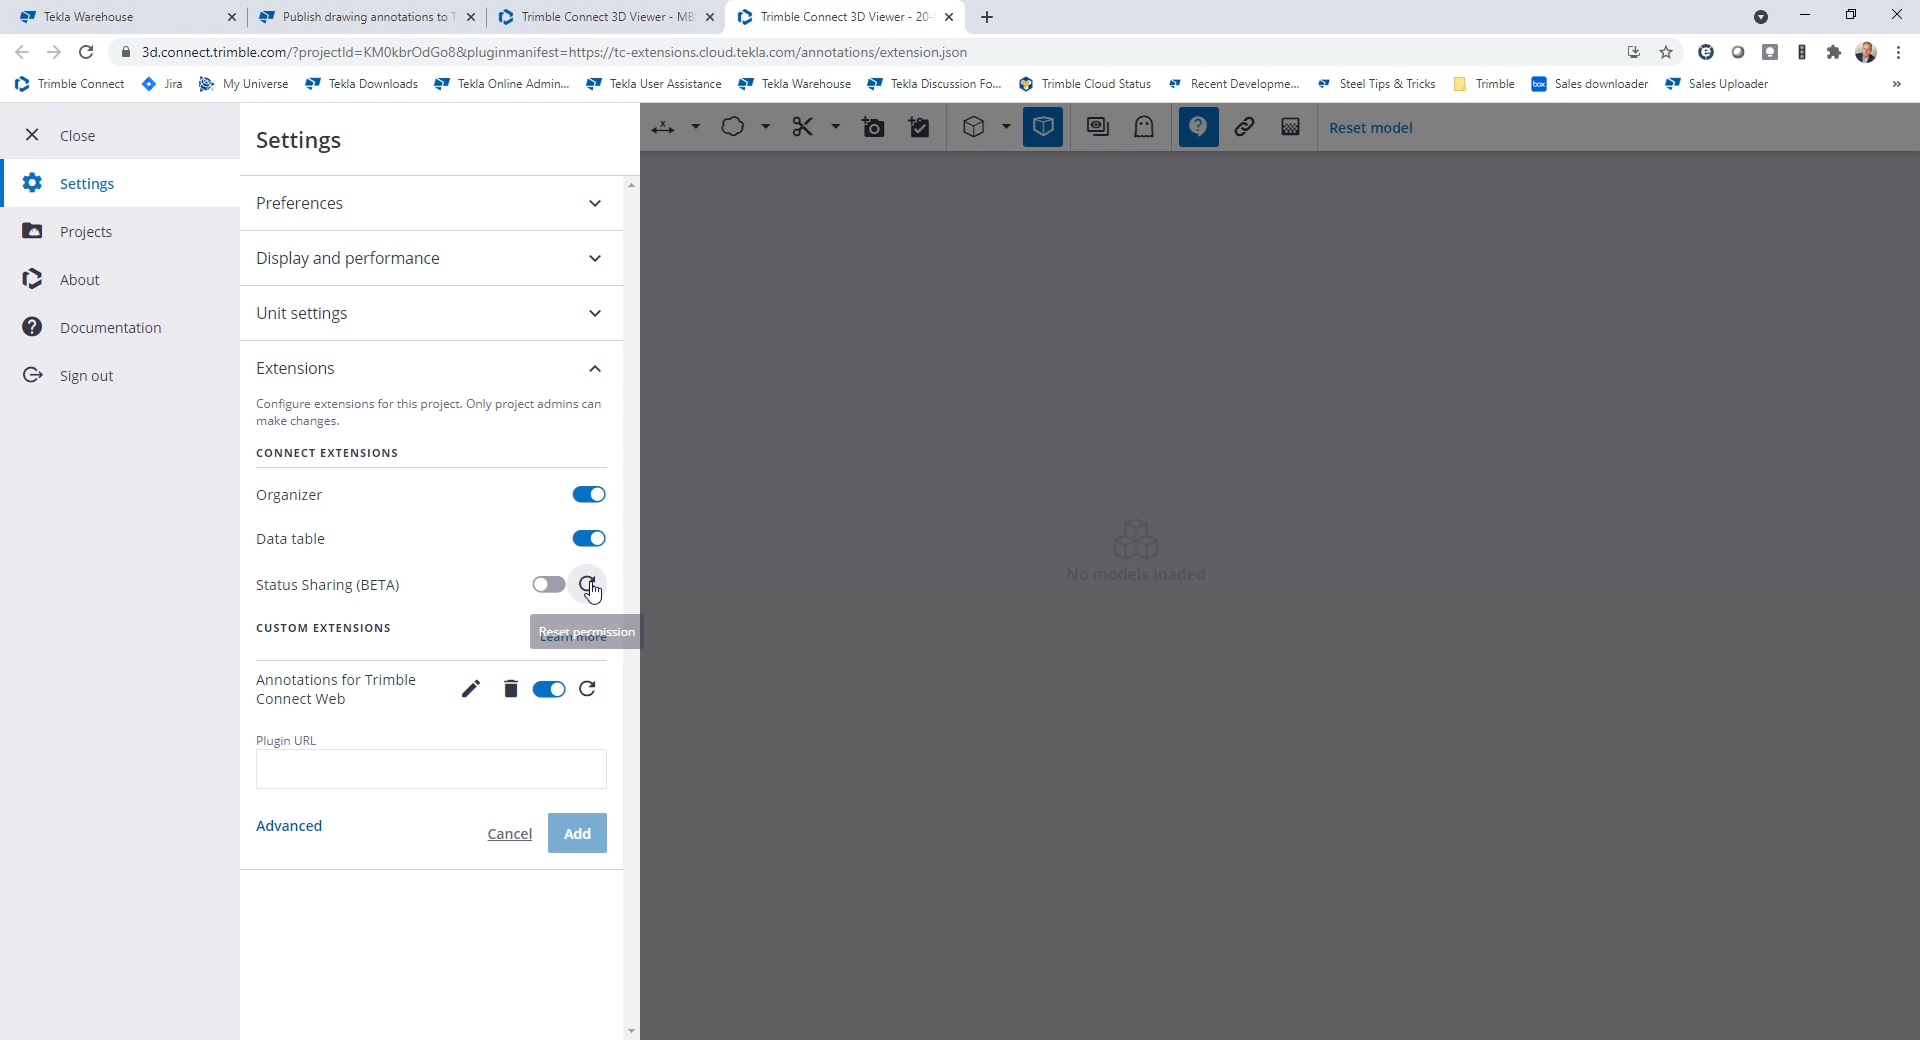 Tekla Warehouse
Publish drawing annotations to T
Trimble Connect 3D Viewer - MB
Trimble Connect 3D Viewer - 20-
3d.connect.trimble.com/?projectId=KM0kbrOdGo8&pluginmanifest=https://tc-extensions.cloud.tekla.com/annotations/extension.json
Trimble Connect
Jira
My Universe
Tekla Downloads
Tekla Online Admin...
Tekla User Assistance
Tekla Warehouse
Tekla Discussion Fo...
Trimble Cloud Status
Recent Developme...
Steel Tips & Tricks
Trimble
box
Sales downloader
Sales Uploader
»
Close
Settings
Projects
About
Documentation
Sign out
Settings
Preferences
Display and performance
Unit settings
Extensions
Configure extensions for this project. Only project admins can
make changes.
CONNECT EXTENSIONS
Organizer
Data table
Status Sharing (BETA)
CUSTOM EXTENSIONS
Reset permission
Learn more
Annotations for Trimble
Connect Web
Plugin URL
Advanced
Cancel
Add
Reset model
No models loaded